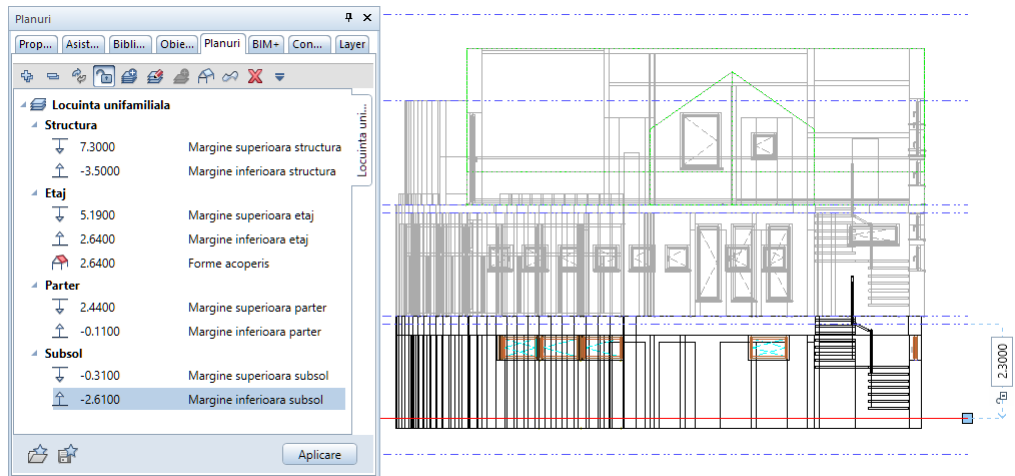 Planuri
Prop... Asist... Bibli... Obie... Planuri BIM+ Con... Layer
Locuinta unifamiliala
Structura
7.3000 Margine superioara structura
-3.5000 Margine inferioara structura
Etaj
5.1900 Margine superioara etaj
2.6400 Margine inferioara etaj
2.6400 Forme acoperis
Parter
2.4400 Margine superioara parter
-0.1100 Margine inferioara parter
Subsol
-0.3100 Margine superioara subsol
-2.6100 Margine inferioara subsol
Locuinta uni...
Aplicare
2.3000